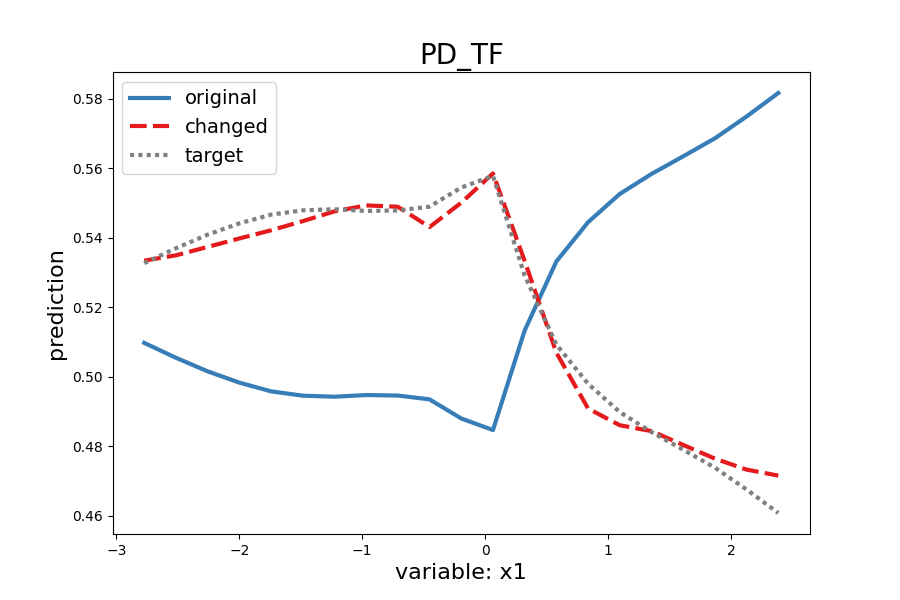 PD_TF
original
changed
target
prediction
0.58
0.56
0.54
0.52
0.50
0.48
0.46
−3
−2
−1
0
1
2
variable: x1